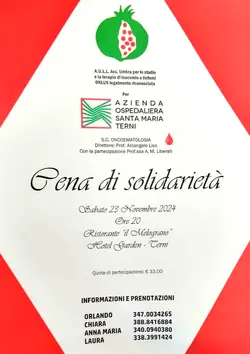 A.U.L.L. Ass. Umbra per lo studio
e la terapia di leucemie e linfomi
ONLUS legalmente riconosciuta
Per
AZIENDA
OSPEDALIERA
SANTA MARIA
TERNI
S.C. ONCOEMATOLOGIA
Direttore: Prof. Arcangelo Liso
Con la partecipazione Prof.ssa A. M. Liberati
Cena di solidarietà
Sabato 23 Novembre 2024
Ore 20
Ristorante "il Melograno"
Hotel Garden - Terni
Quota di partecipazione: € 33,00
INFORMAZIONI E PRENOTAZIONI
ORLANDO 347.0034265
CHIARA 388.8416884
ANNA MARIA 340.0940380
LAURA 338.3991424